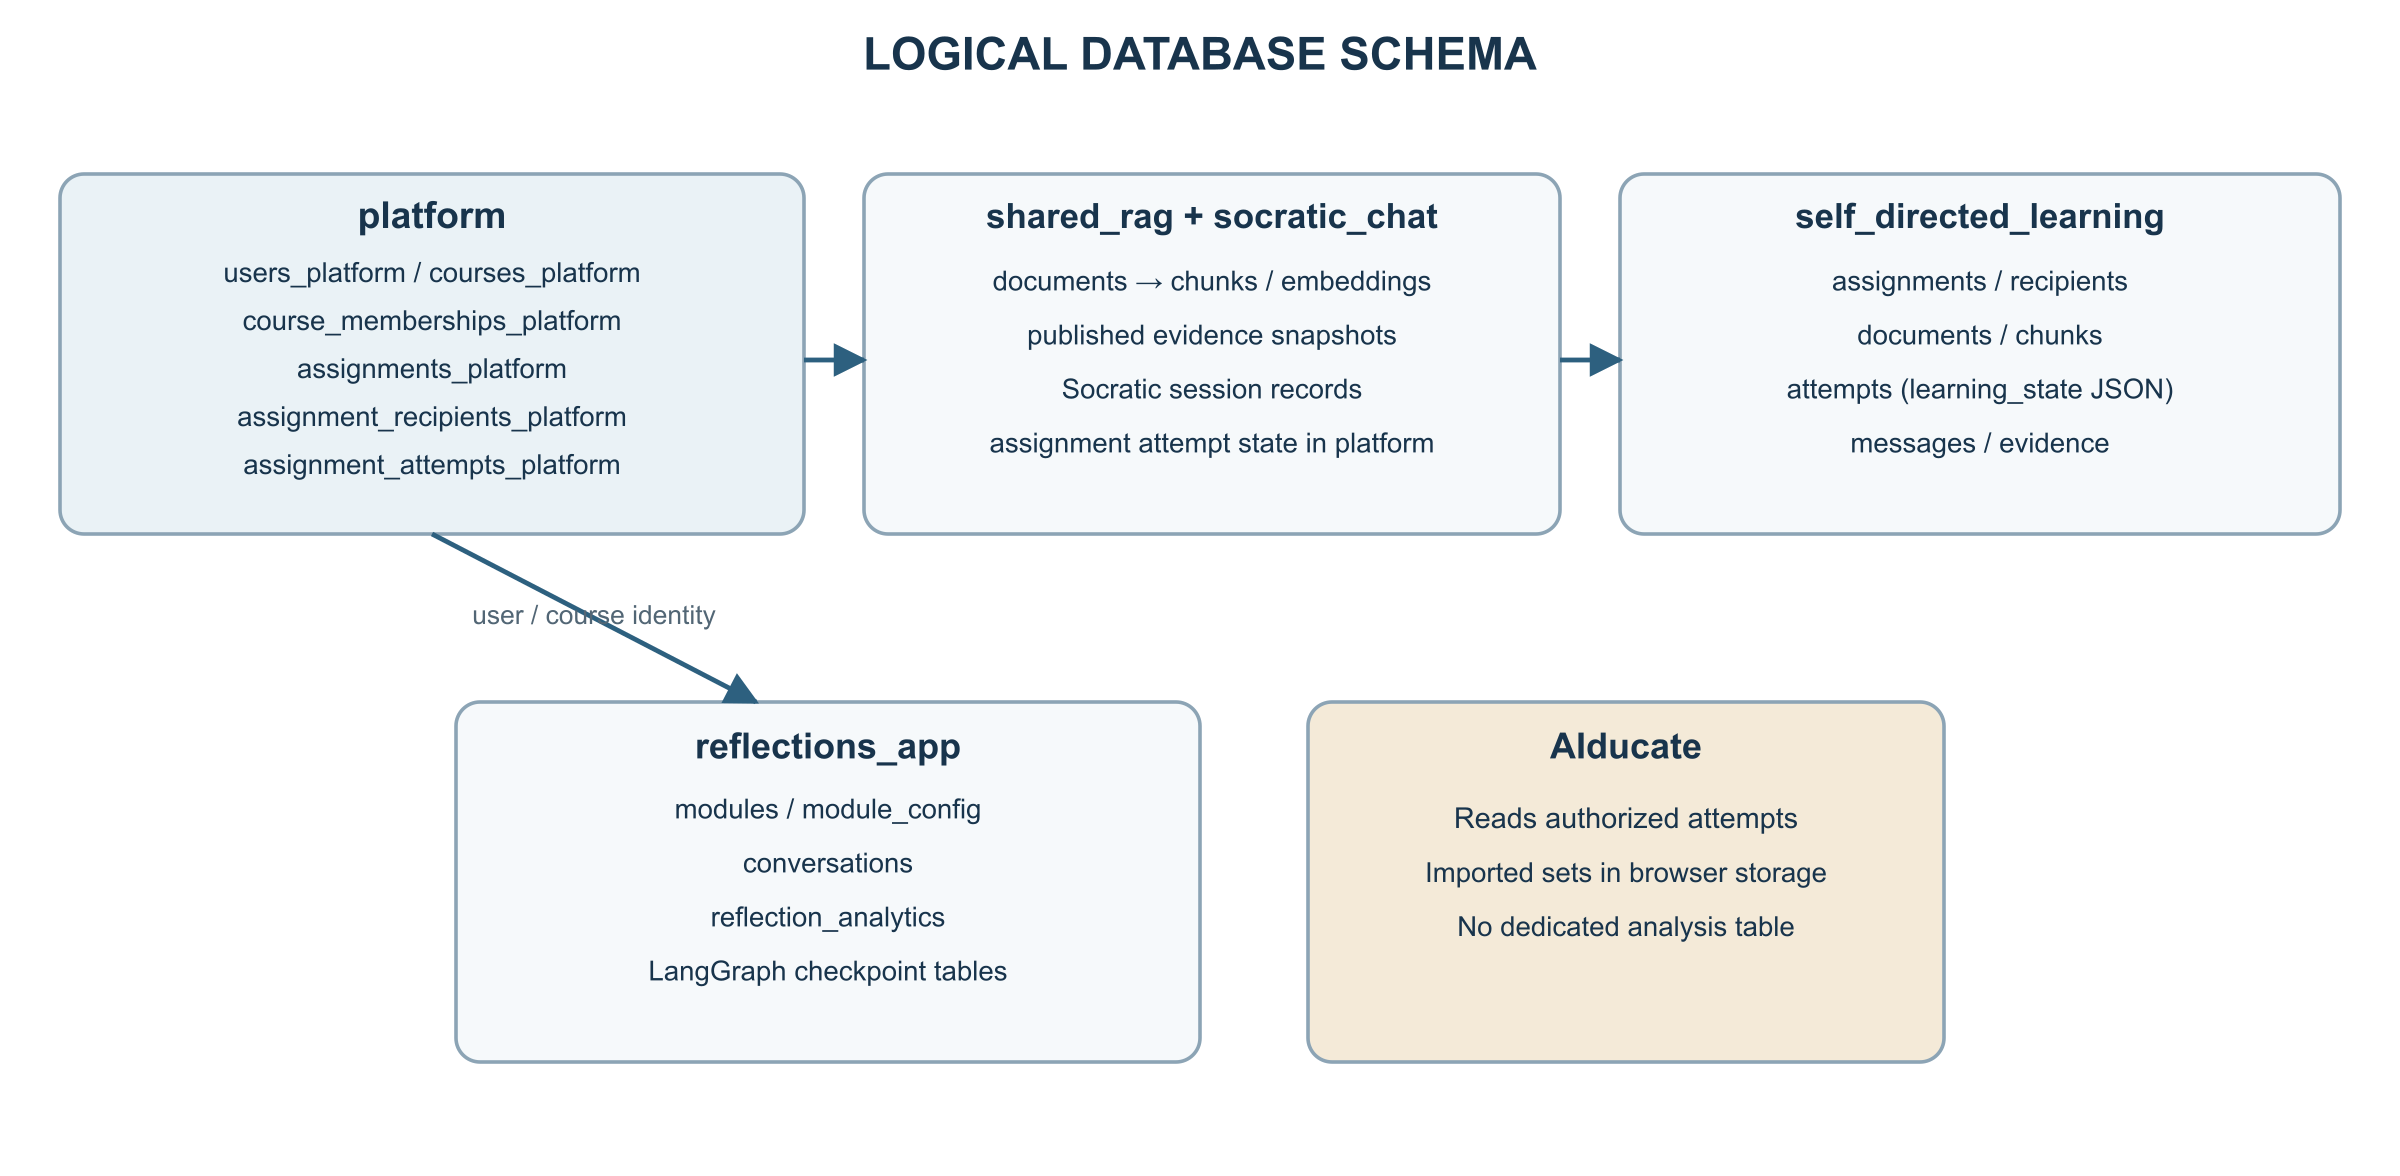 LOGICAL DATABASE SCHEMA
platform
users_platform / courses_platform
course_memberships_platform
assignments_platform
assignment_recipients_platform
assignment_attempts_platform
shared_rag + socratic_chat
documents → chunks / embeddings
published evidence snapshots
Socratic session records
assignment attempt state in platform
self_directed_learning
assignments / recipients
documents / chunks
attempts (learning_state JSON)
messages / evidence
user / course identity
reflections_app
modules / module_config
conversations
reflection_analytics
LangGraph checkpoint tables
AIducate
Reads authorized attempts
Imported sets in browser storage
No dedicated analysis table